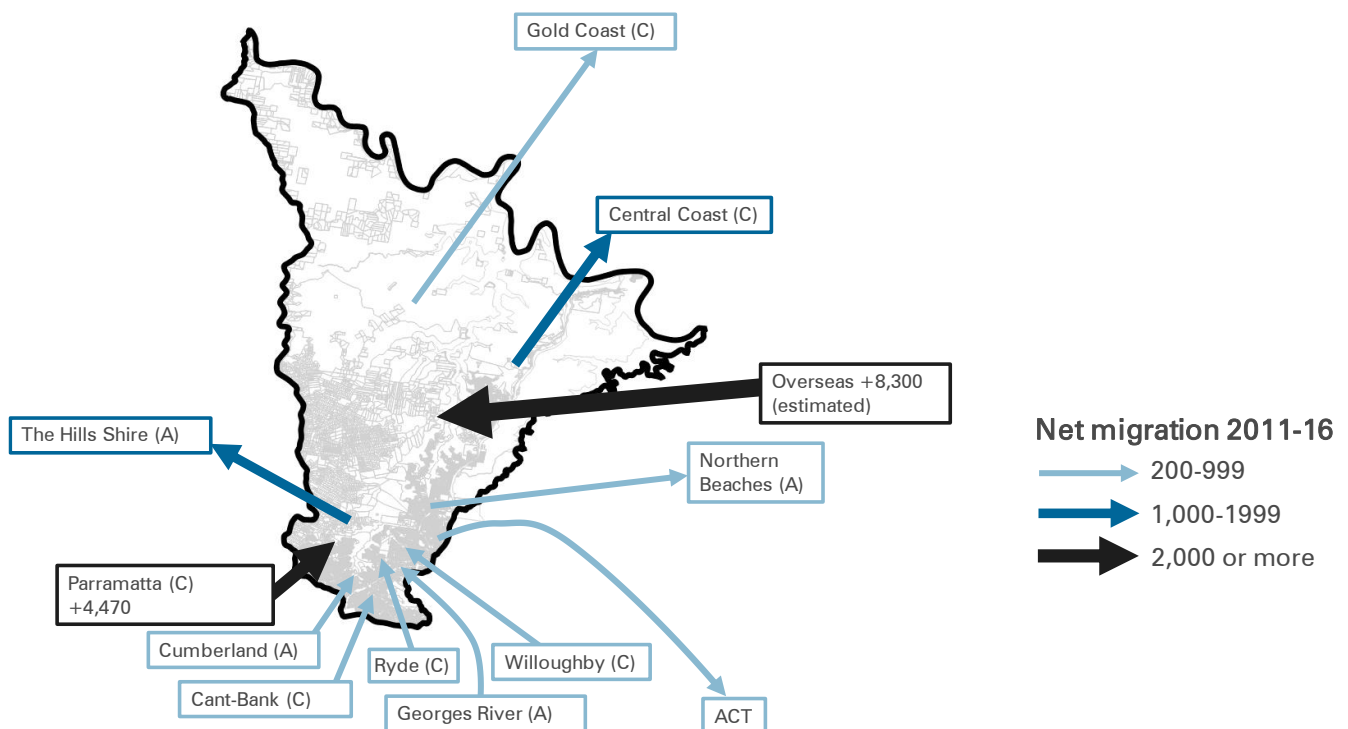 Gold Coast (C)
Central Coast (C)
Overseas +8,300
(estimated)
The Hills Shire (A)
Net migration 2011-16
200-999
1,000-1999
2,000 or more
Northern
Beaches (A)
Parramatta (C)
+4,470
Cumberland (A)
Ryde (C)
Willoughby (C)
Cant-Bank (C)
Georges River (A)
ACT